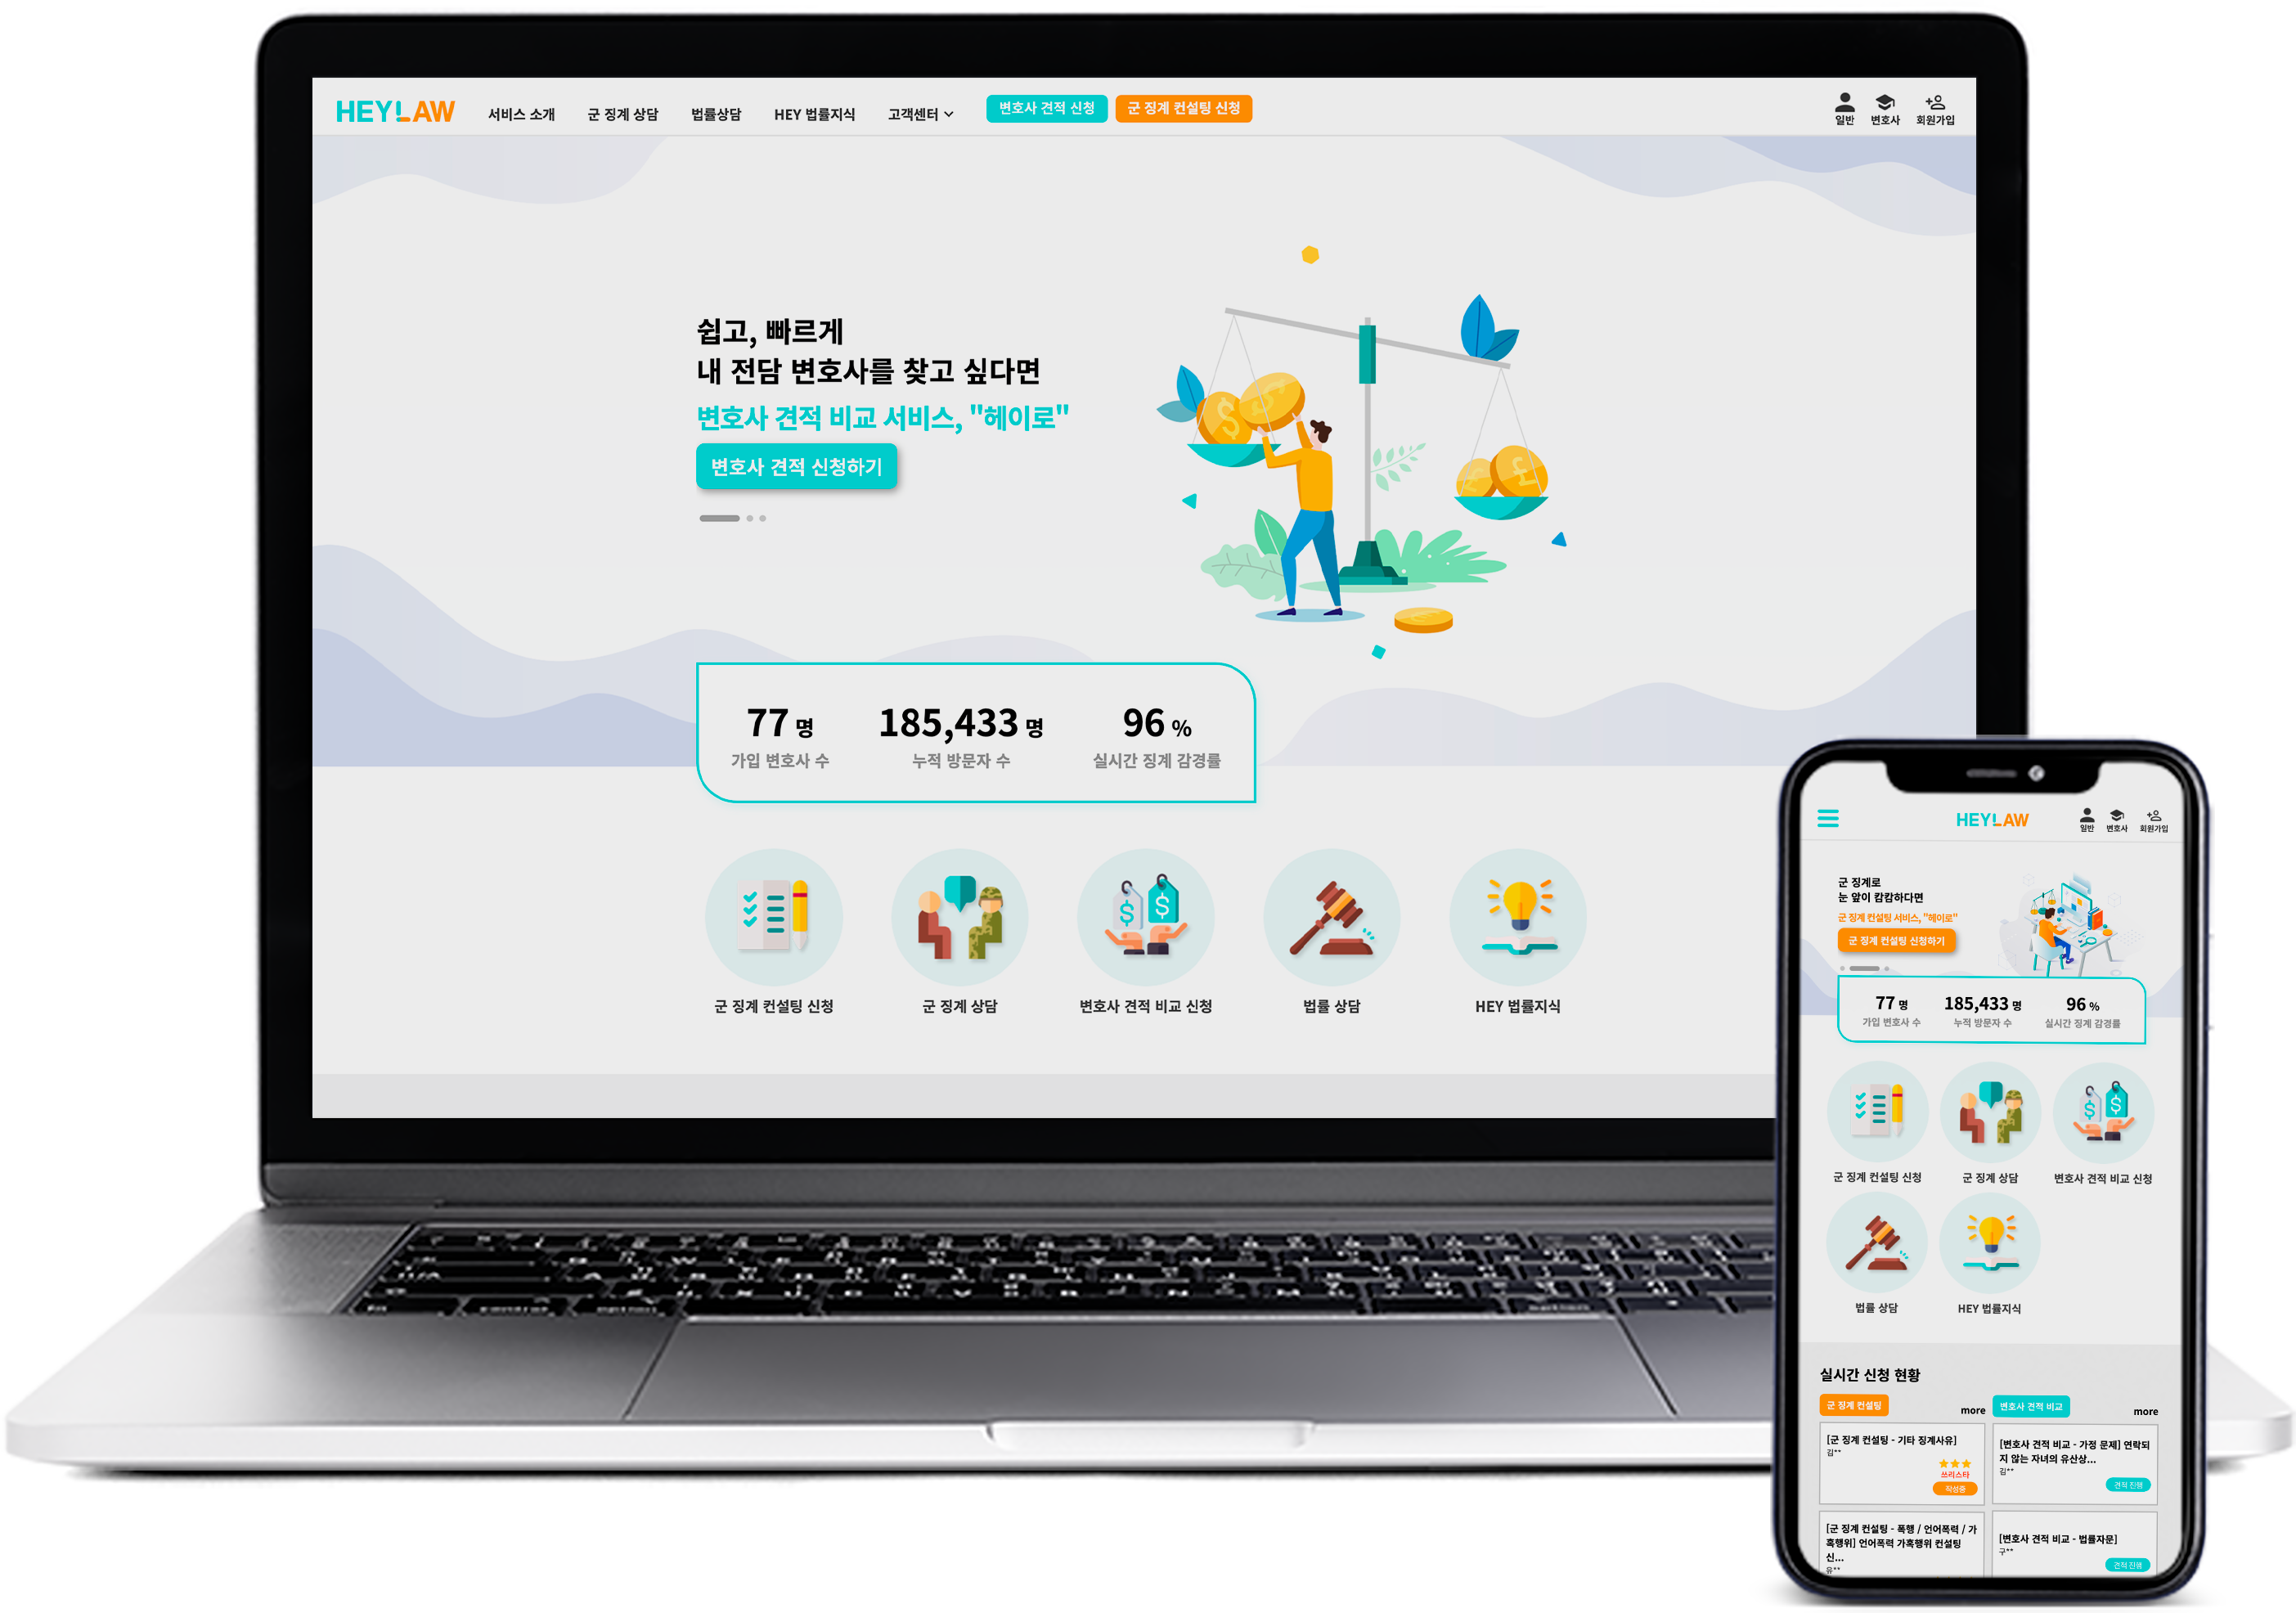 HEYLAW 서비스 소개 군 징계 상담 법률상담 HEY 법률지식 고객센터 변호사 견적 신청 군 징계 컨설팅 신청 일반 변호사 회원가입
쉽고, 빠르게
내 전담 변호사를 찾고 싶다면
변호사 견적 비교 서비스, "헤이로"
변호사 견적 신청하기
77 명 185,433 명 96 %
가입 변호사 수 누적 방문자 수 실시간 징계 감경률
군 징계 컨설팅 신청 군 징계 상담 변호사 견적 비교 신청 법률 상담 HEY 법률지식
HEYLAW 일반 변호사 회원가입
군 징계로
눈 앞이 캄캄하다면
군 징계 컨설팅 서비스, "헤이로"
군 징계 컨설팅 신청하기
77 명 185,433 명 96 %
가입 변호사 수 누적 방문자 수 실시간 징계 감경률
군 징계 컨설팅 신청 군 징계 상담 변호사 견적 비교 신청
법률 상담 HEY 법률지식
실시간 신청 현황
군 징계 컨설팅 more
[군 징계 컨설팅 - 기타 징계사유]
김**
쓰리스타
작성중
[군 징계 컨설팅 - 폭행 / 언어폭력 / 가
혹행위] 언어폭력 가혹행위 컨설팅
신...
유**
변호사 견적 비교 more
[변호사 견적 비교 - 가정 문제] 연락되
지 않는 자녀의 유산상...
김**
견적 진행
[변호사 견적 비교 - 법률자문]
구**
견적 진행